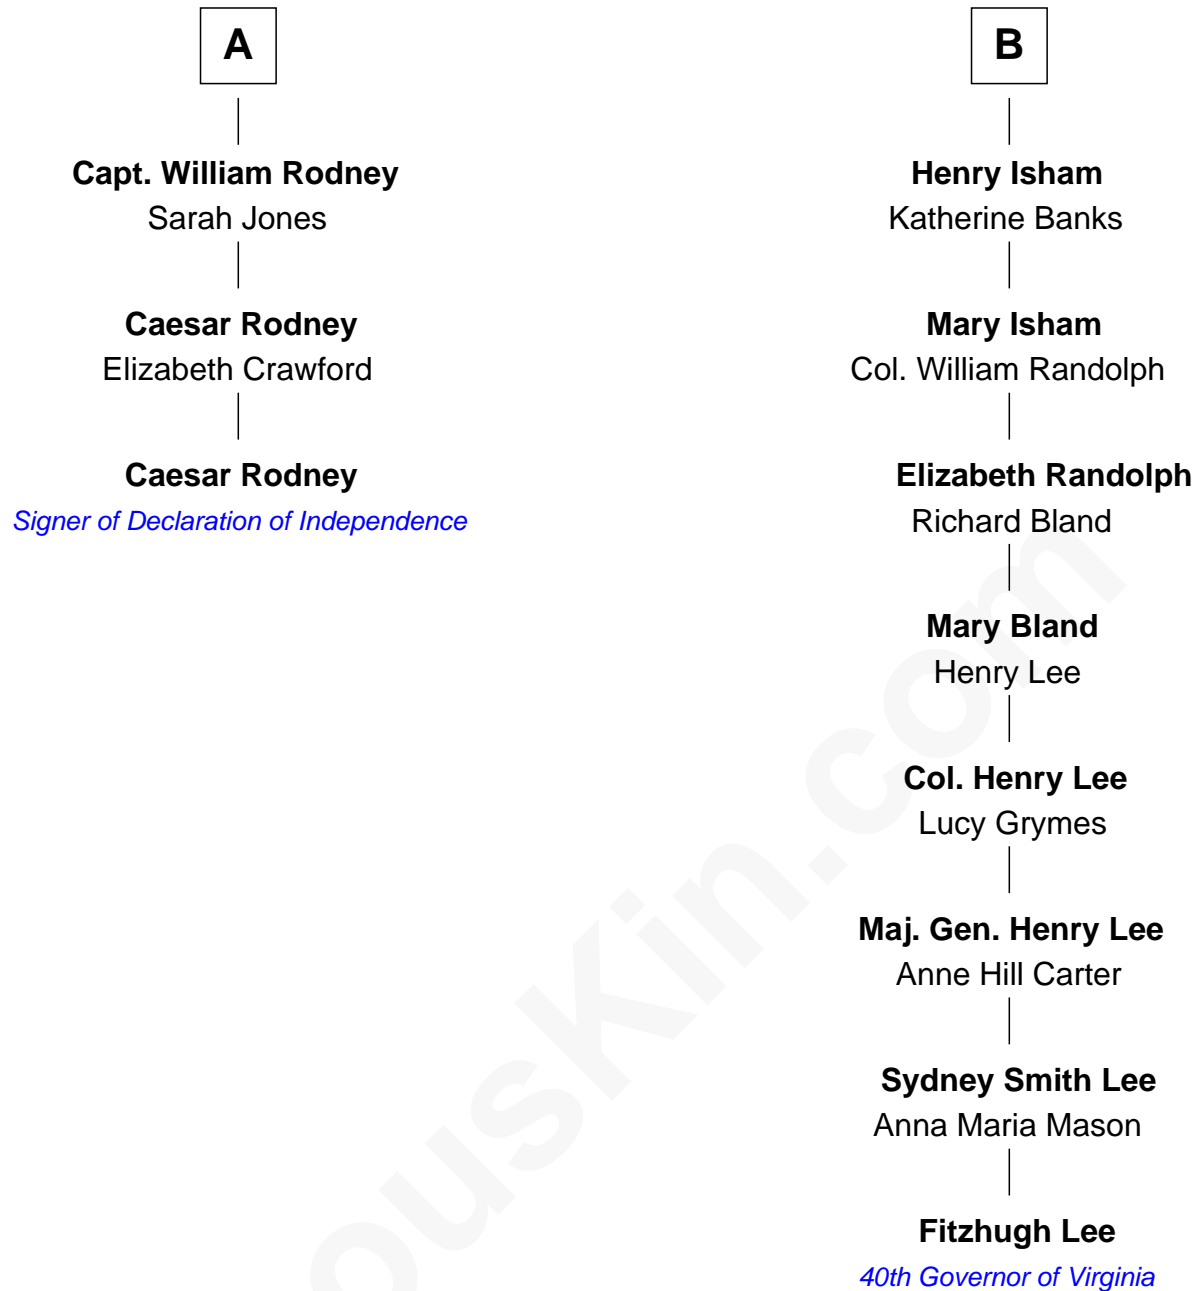 A
Capt. William Rodney
Sarah Jones
Caesar Rodney
Elizabeth Crawford
Caesar Rodney
Signer of Declaration of Independence
B
Henry Isham
Katherine Banks
Mary Isham
Col. William Randolph
Elizabeth Randolph
Richard Bland
Mary Bland
Henry Lee
Col. Henry Lee
Lucy Grymes
Maj. Gen. Henry Lee
Anne Hill Carter
Sydney Smith Lee
Anna Maria Mason
Fitzhugh Lee
40th Governor of Virginia
ousKin.com